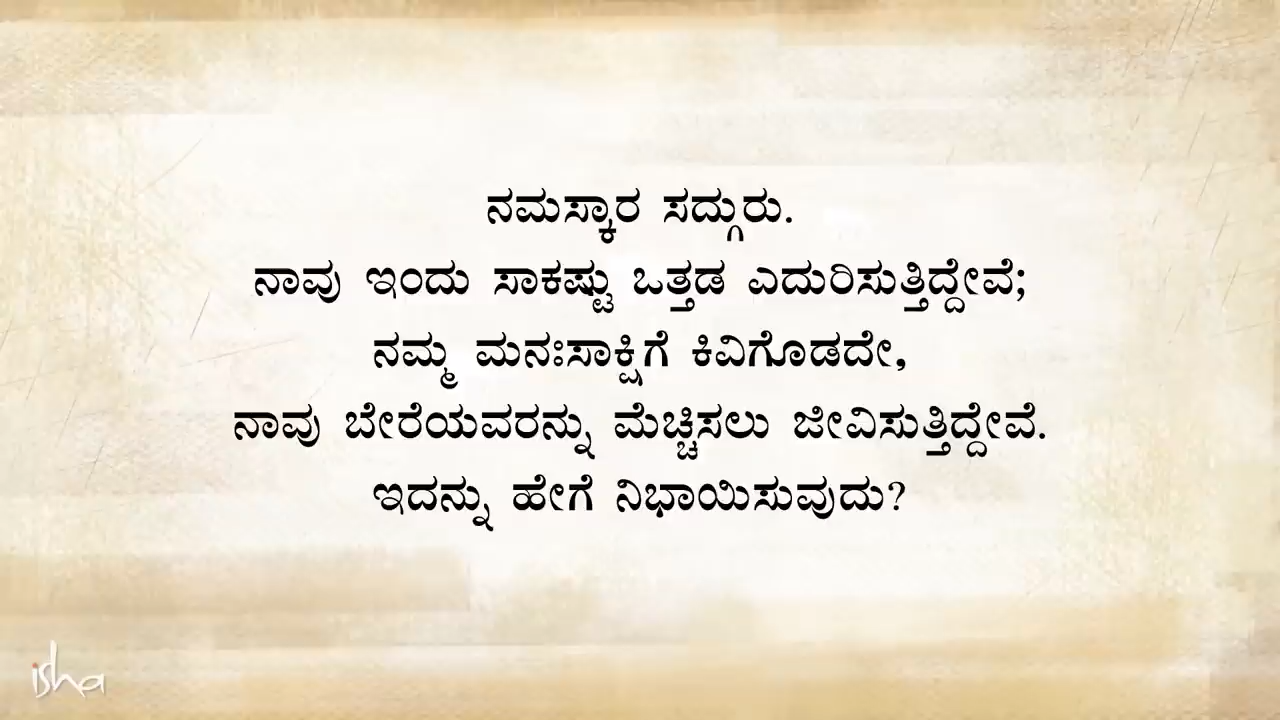 ನಮಸ್ಕಾರ ಸದ್ಗುರು.
ನಾವು ಇಂದು ಸಾಕಷ್ಟು ಒತ್ತಡ ಎದುರಿಸುತ್ತಿದ್ದೇವೆ;
ನಮ್ಮ ಮನಃಸಾಕ್ಷಿಗೆ ಕಿವಿಗೊಡದೇ,
ನಾವು ಬೇರೆಯವರನ್ನು ಮೆಚ್ಚಿಸಲು ಜೀವಿಸುತ್ತಿದ್ದೇವೆ.
ಇದನ್ನು ಹೇಗೆ ನಿಭಾಯಿಸುವುದು?
isha